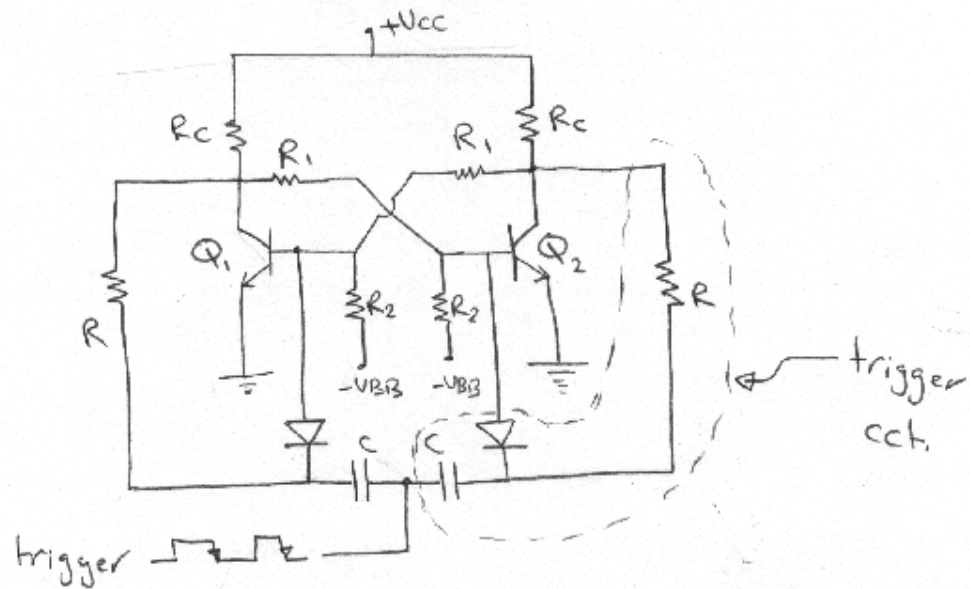 +Vcc
Rc
Rc
R1
R1
Q1
Q2
R
R2
R2
R
-VBB
-VBB
trigger
cct.
C
C
trigger